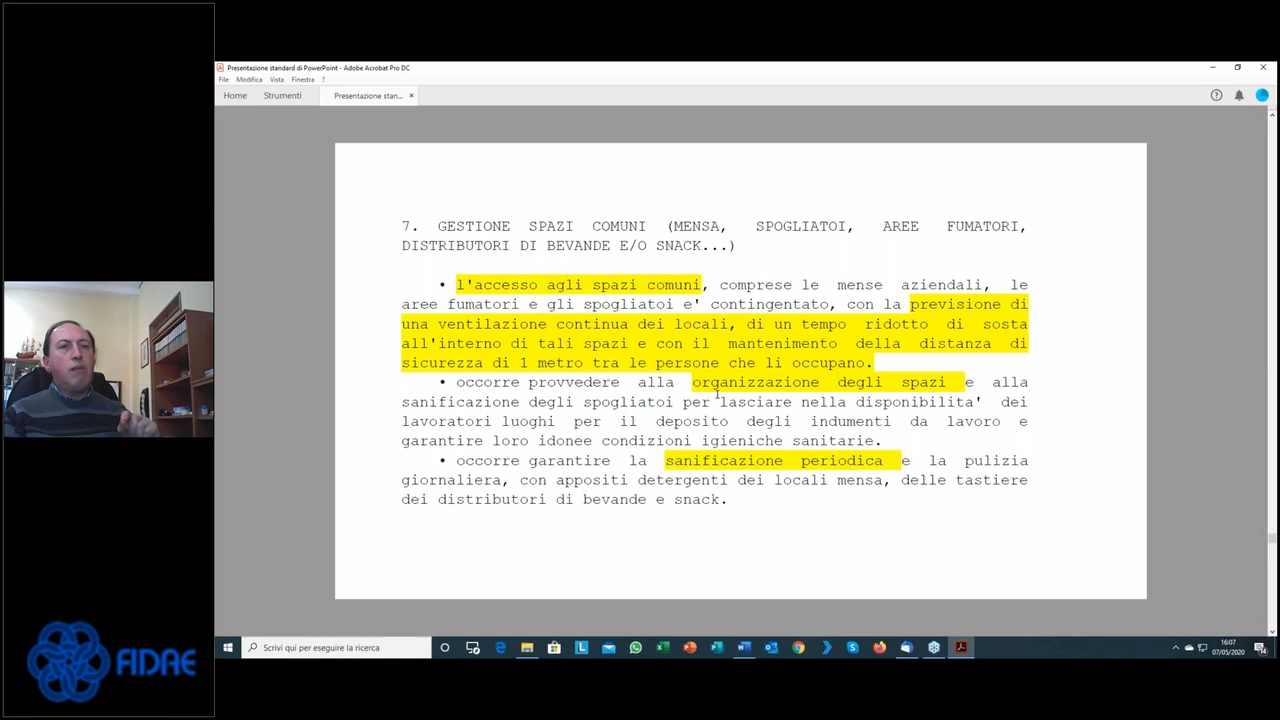 Presentazione standard di PowerPoint - Adobe Acrobat Pro DC
File Modifica Vista Finestra ?
Home Strumenti Presentazione stan... ×
7. GESTIONE SPAZI COMUNI (MENSA, SPOGLIATOI, AREE FUMATORI,
DISTRIBUTORI DI BEVANDE E/O SNACK...)
• l'accesso agli spazi comuni, comprese le mense aziendali, le
aree fumatori e gli spogliatoi e' contingentato, con la previsione di
una ventilazione continua dei locali, di un tempo ridotto di sosta
all'interno di tali spazi e con il mantenimento della distanza di
sicurezza di 1 metro tra le persone che li occupano.
• occorre provvedere alla organizzazione degli spazi e alla
sanificazione degli spogliatoi per lasciare nella disponibilita' dei
lavoratori luoghi per il deposito degli indumenti da lavoro e
garantire loro idonee condizioni igieniche sanitarie.
• occorre garantire la sanificazione periodica e la pulizia
giornaliera, con appositi detergenti dei locali mensa, delle tastiere
dei distributori di bevande e snack.
FIDAE
Scrivi qui per eseguire la ricerca
16:07
07/05/2020